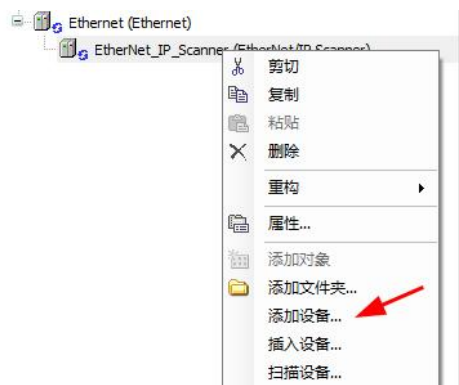 Ethernet (Ethernet)
EtherNet_IP_Scanner (EtherNet/IP Scanner)
剪切
复制
粘贴
删除
重构
属性...
添加对象
添加文件夹...
添加设备...
插入设备...
扫描设备...